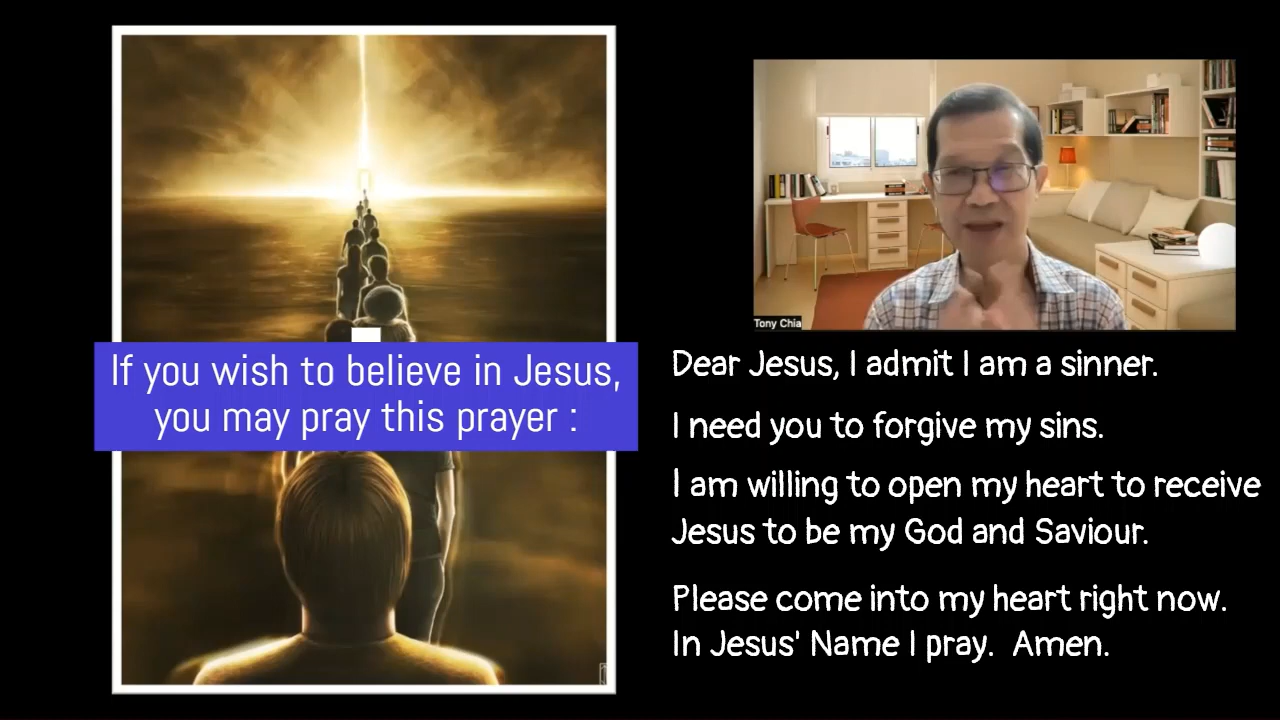 If you wish to believe in Jesus,
you may pray this prayer :
Tony Chia
Dear Jesus, I admit I am a sinner.
I need you to forgive my sins.
I am willing to open my heart to receive
Jesus to be my God and Saviour.
Please come into my heart right now.
In Jesus' Name I pray. Amen.